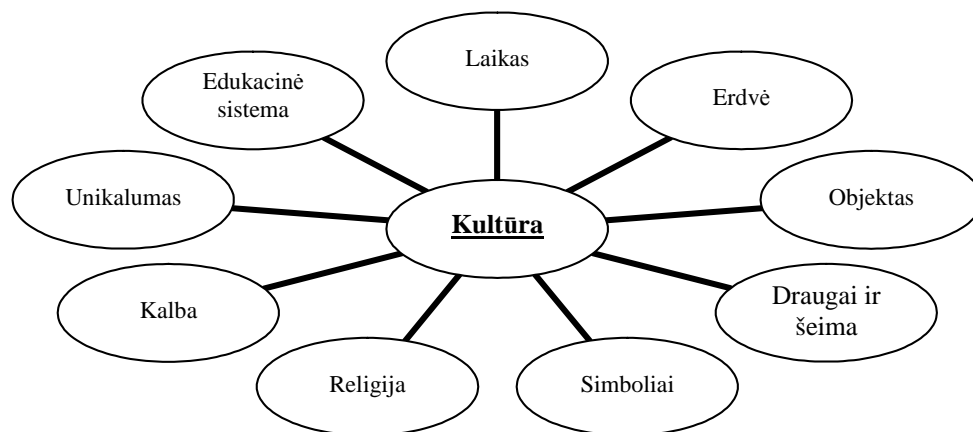 Laikas
Edukacinė
sistema
Erdvė
Unikalumas
Kultūra
Objektas
Kalba
Draugai ir
šeima
Religija
Simboliai